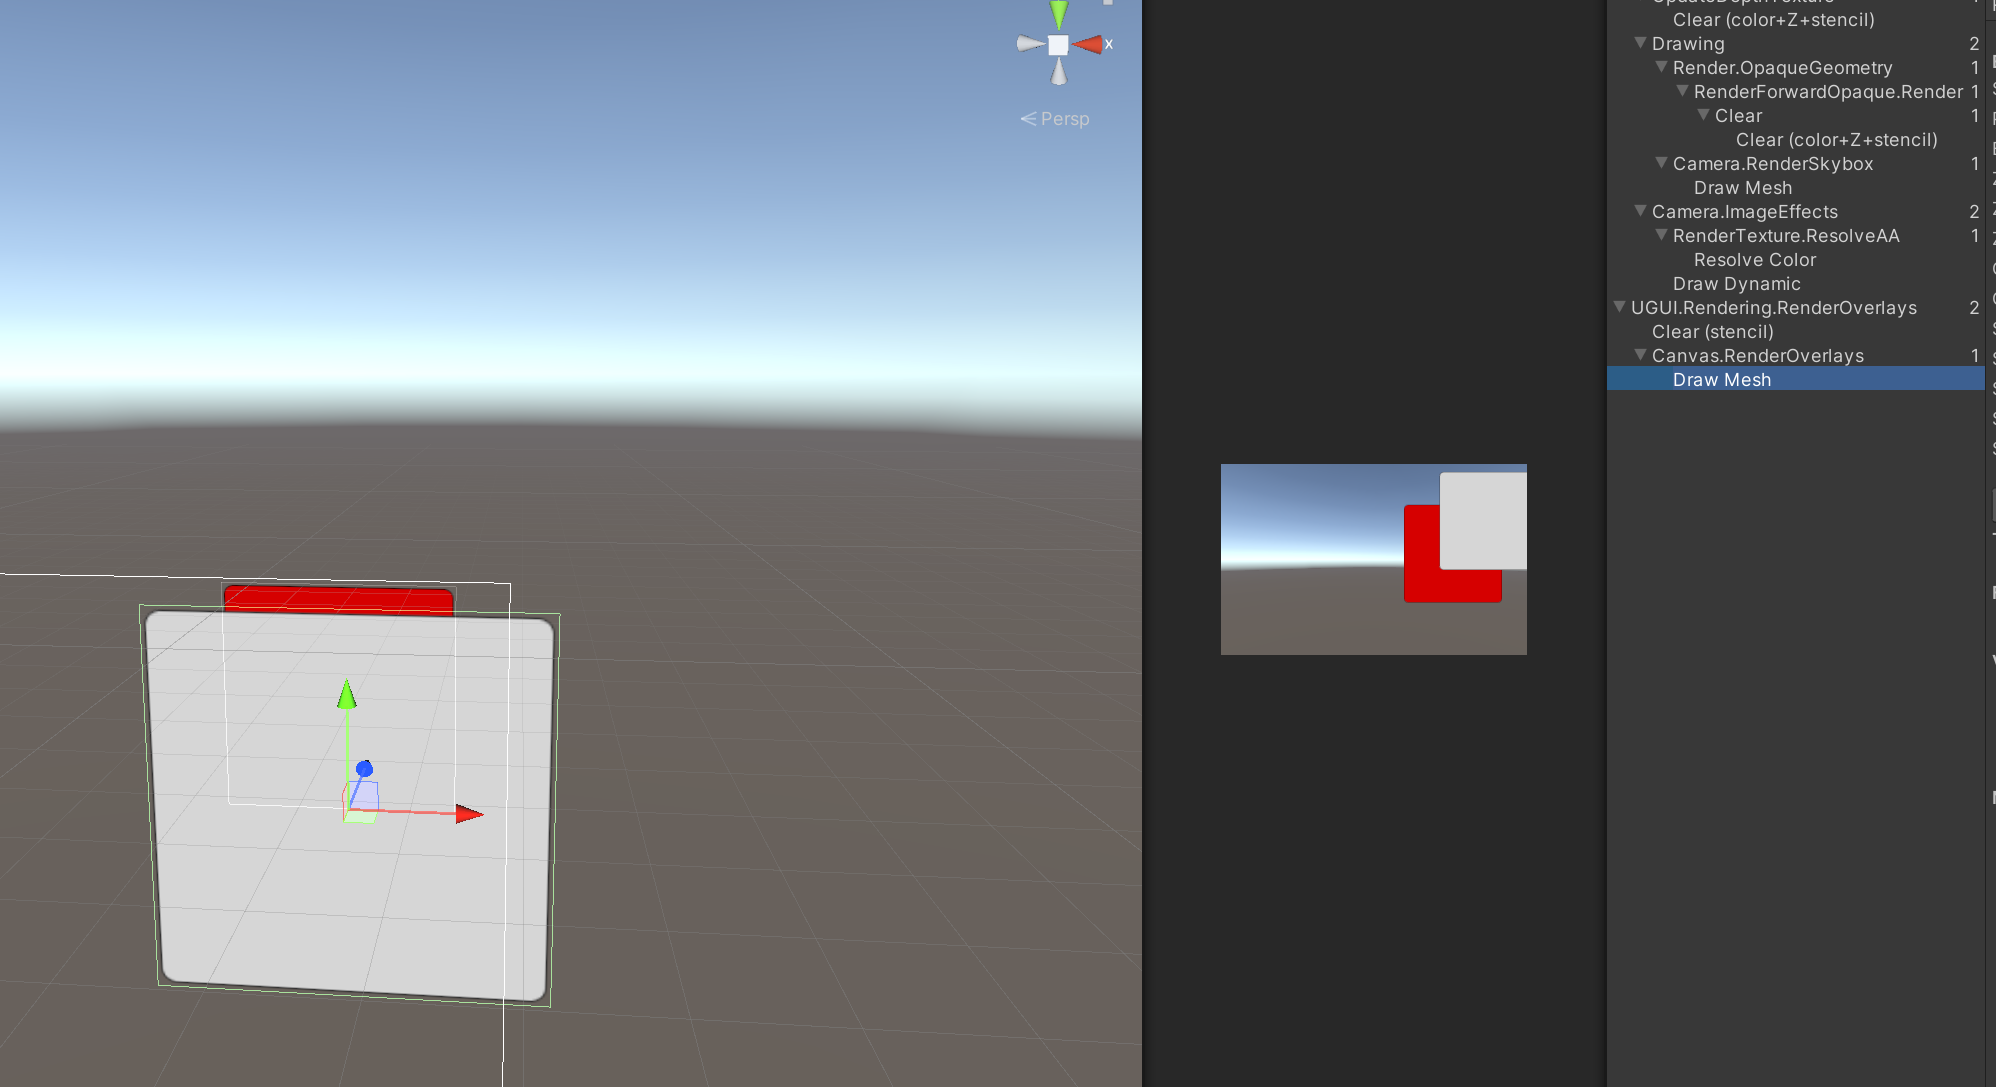 x
Persp
UpdateDepthTexture 1
Clear (color+Z+stencil)
Drawing 2
Render.OpaqueGeometry 1
RenderForwardOpaque.Render 1
Clear 1
Clear (color+Z+stencil)
Camera.RenderSkybox 1
Draw Mesh
Camera.ImageEffects 2
RenderTexture.ResolveAA 1
Resolve Color
Draw Dynamic
UGUI.Rendering.RenderOverlays 2
Clear (stencil)
Canvas.RenderOverlays 1
Draw Mesh